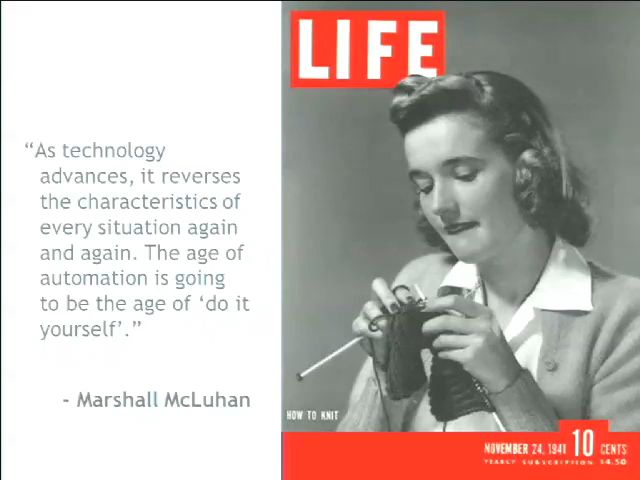 “As technology
advances, it reverses
the characteristics of
every situation again
and again. The age of
automation is going
to be the age of ‘do it
yourself’.”
- Marshall McLuhan
LIFE
HOW TO KNIT
NOVEMBER 24, 1941 10 CENTS
YEARLY SUBSCRIPTION $4.50